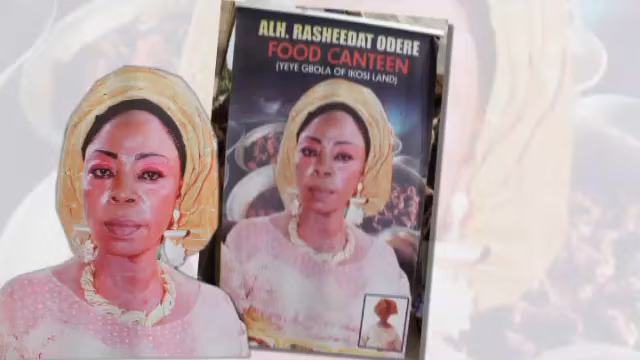 ALH. RASHEEDAT ODERE
FOOD CANTEEN
(YEYE GBOLA OF IKOSI LAND)